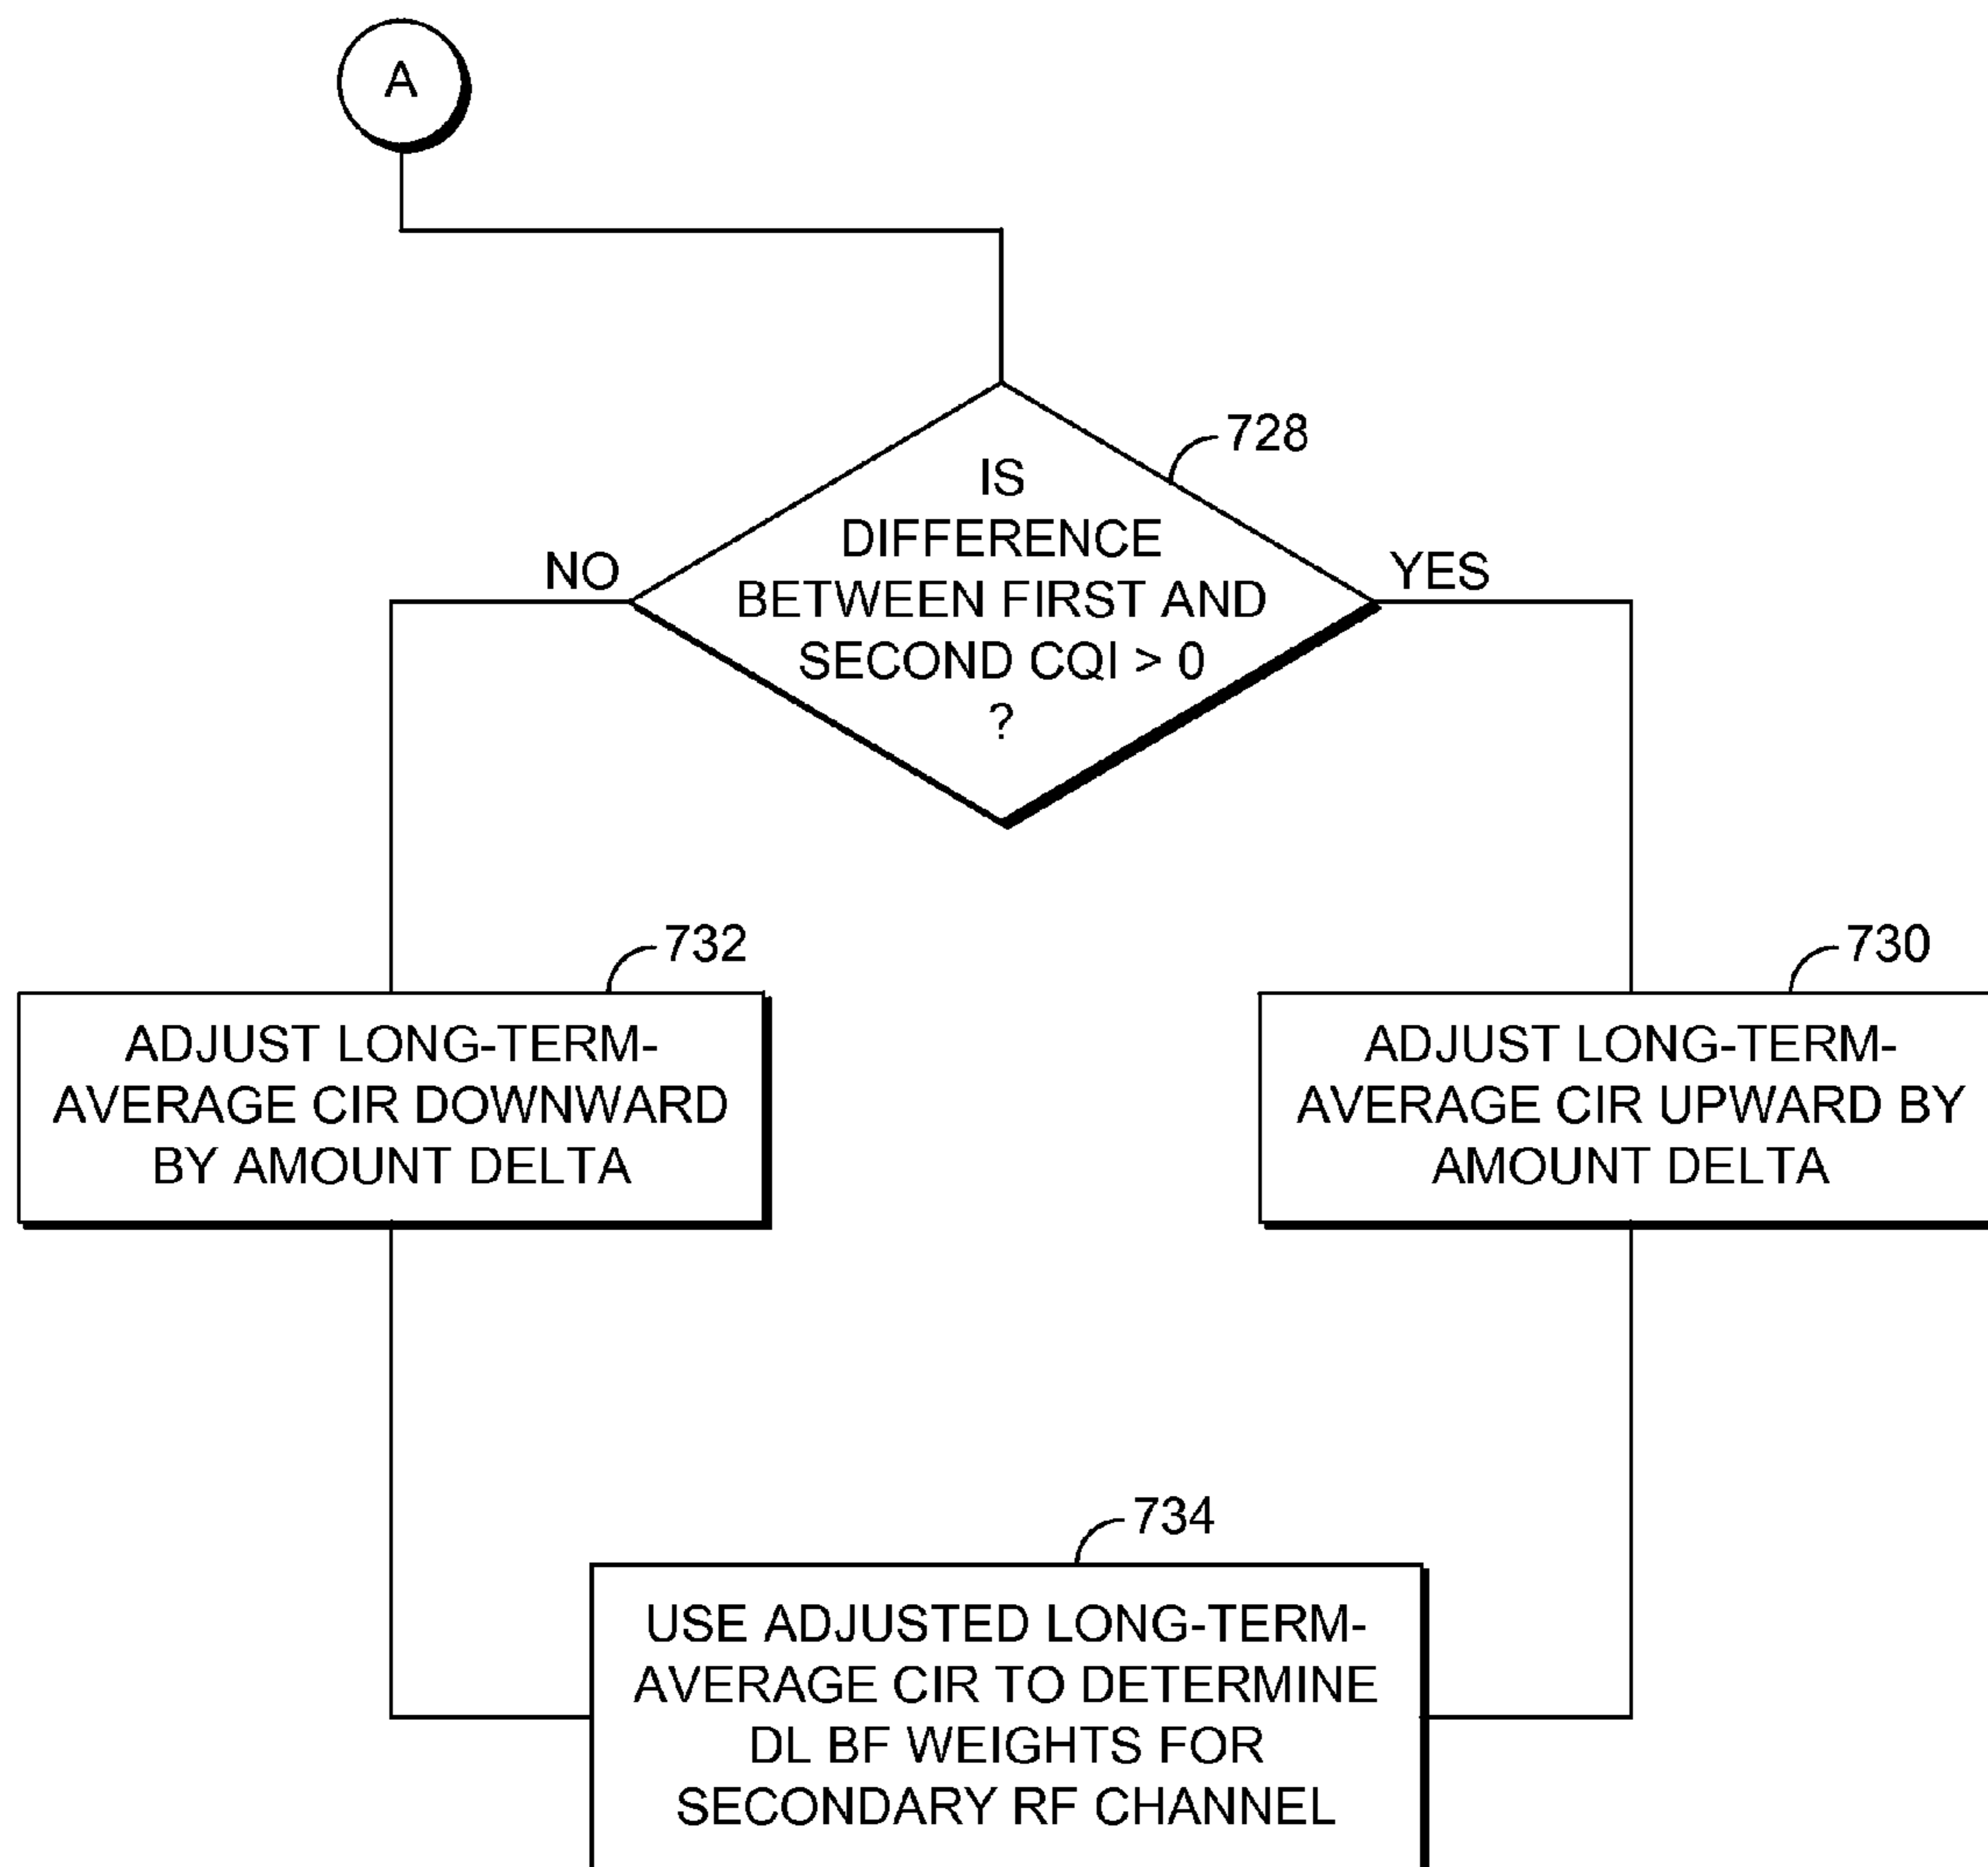 A
728
IS
DIFFERENCE
BETWEEN FIRST AND
SECOND CQI > 0
?
NO
YES
732
ADJUST LONG-TERM-
AVERAGE CIR DOWNWARD
BY AMOUNT DELTA
730
ADJUST LONG-TERM-
AVERAGE CIR UPWARD BY
AMOUNT DELTA
734
USE ADJUSTED LONG-TERM-
AVERAGE CIR TO DETERMINE
DL BF WEIGHTS FOR
SECONDARY RF CHANNEL